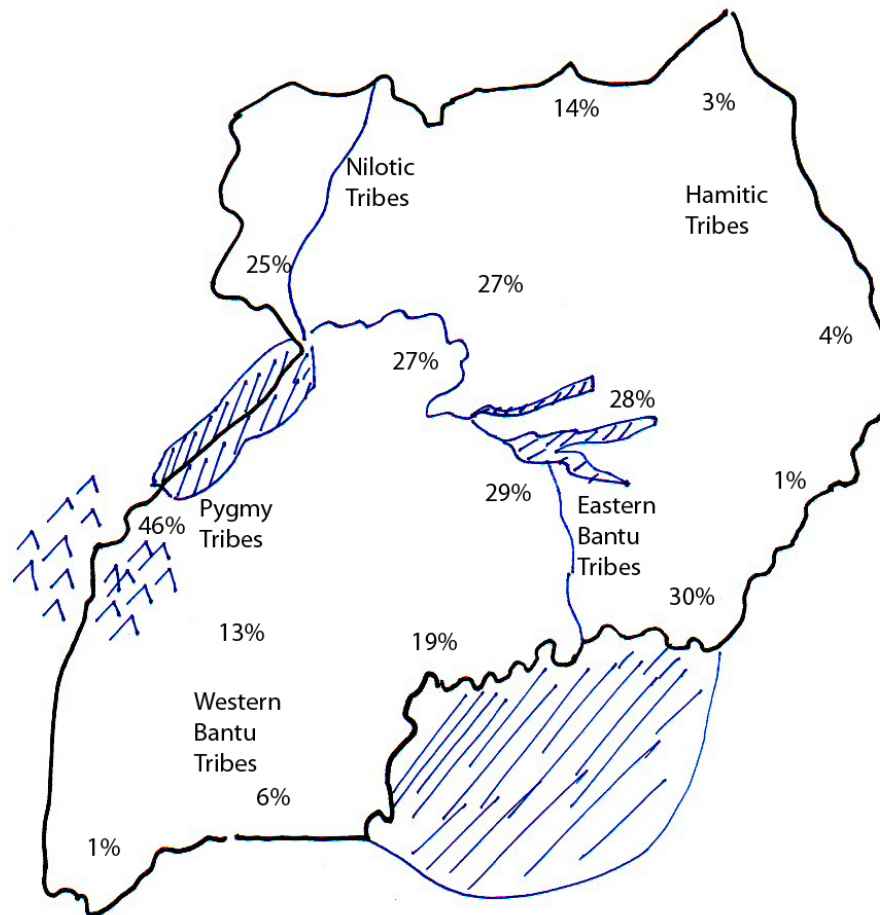 14%
3%
Nilotic
Tribes
Hamitic
Tribes
25%
27%
4%
27%
28%
29%
1%
46%
Pygmy
Tribes
Eastern
Bantu
Tribes
30%
13%
19%
Western
Bantu
Tribes
6%
1%